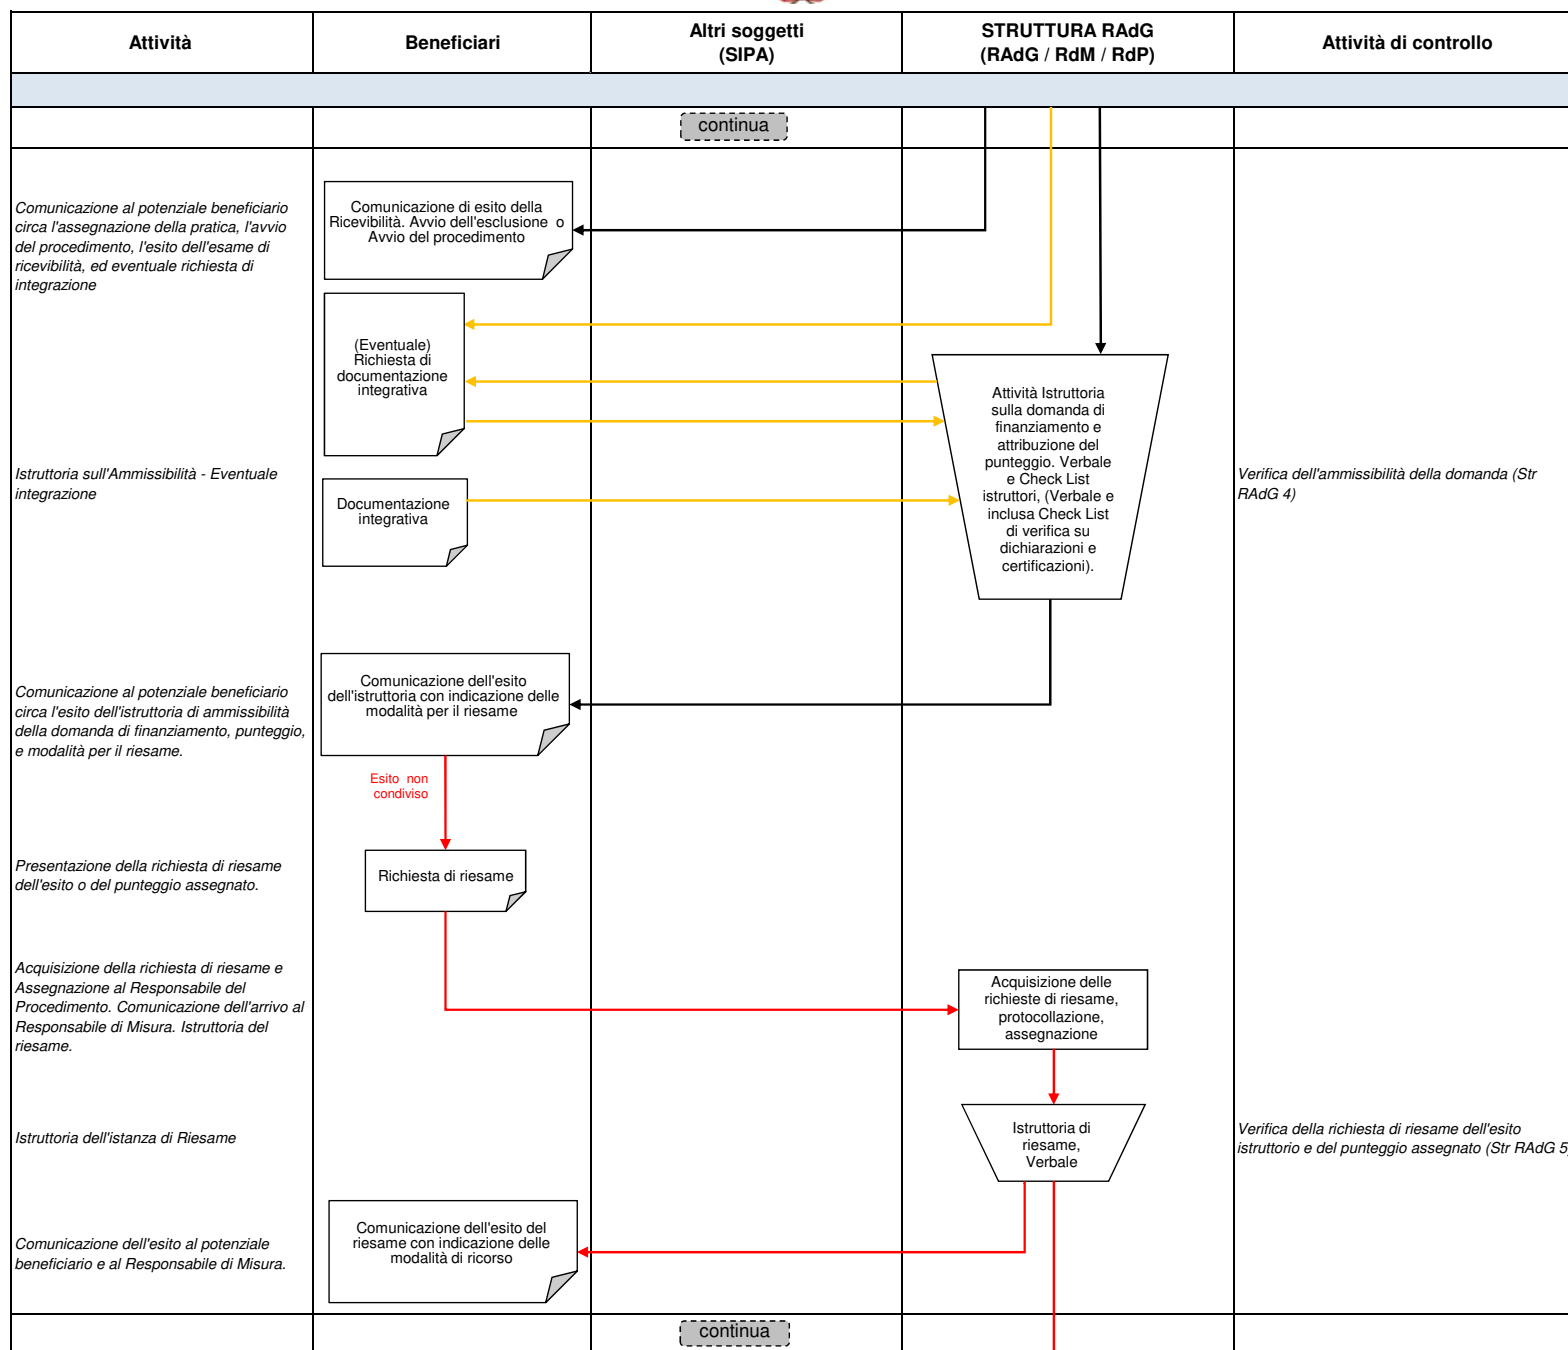 Attività
Beneficiari
Altri soggetti
(SIPA)
STRUTTURA RAdG
(RAdG / RdM / RdP)
Attività di controllo
continua
Comunicazione al potenziale beneficiario
circa l'assegnazione della pratica, l'avvio
del procedimento, l'esito dell'esame di
ricevibilità, ed eventuale richiesta di
integrazione
Comunicazione di esito della
Ricevibilità. Avvio dell'esclusione o
Avvio del procedimento
(Eventuale)
Richiesta di
documentazione
integrativa
Attività Istruttoria
sulla domanda di
finanziamento e
attribuzione del
punteggio. Verbale
e Check List
istruttori, (Verbale e
inclusa Check List
di verifica su
dichiarazioni e
certificazioni).
Istruttoria sull'Ammissibilità - Eventuale
integrazione
Documentazione
integrativa
Verifica dell'ammissibilità della domanda (Str
RAdG 4)
Comunicazione al potenziale beneficiario
circa l'esito dell'istruttoria di ammissibilità
della domanda di finanziamento, punteggio,
e modalità per il riesame.
Comunicazione dell'esito
dell'istruttoria con indicazione delle
modalità per il riesame
Esito non
condiviso
Presentazione della richiesta di riesame
dell'esito o del punteggio assegnato.
Richiesta di riesame
Acquisizione della richiesta di riesame e
Assegnazione al Responsabile del
Procedimento. Comunicazione dell'arrivo al
Responsabile di Misura. Istruttoria del
riesame.
Acquisizione delle
richieste di riesame,
protocollazione,
assegnazione
Istruttoria dell'istanza di Riesame
Istruttoria di
riesame,
Verbale
Verifica della richiesta di riesame dell'esito
istruttorio e del punteggio assegnato (Str RAdG 5)
Comunicazione dell'esito al potenziale
beneficiario e al Responsabile di Misura.
Comunicazione dell'esito del
riesame con indicazione delle
modalità di ricorso
continua